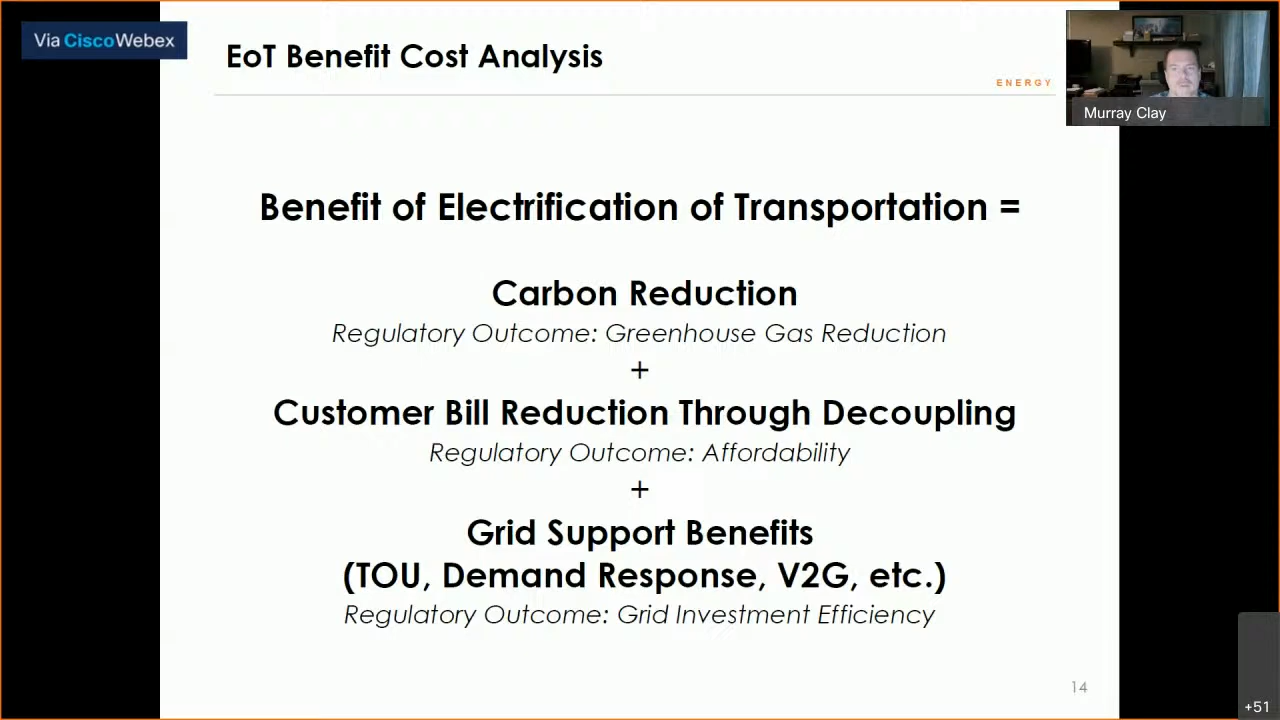 Via Cisco Webex
EoT Benefit Cost Analysis
ENERGY
Murray Clay
Benefit of Electrification of Transportation =
Carbon Reduction
Regulatory Outcome: Greenhouse Gas Reduction
+
Customer Bill Reduction Through Decoupling
Regulatory Outcome: Affordability
+
Grid Support Benefits
(TOU, Demand Response, V2G, etc.)
Regulatory Outcome: Grid Investment Efficiency
14
+51